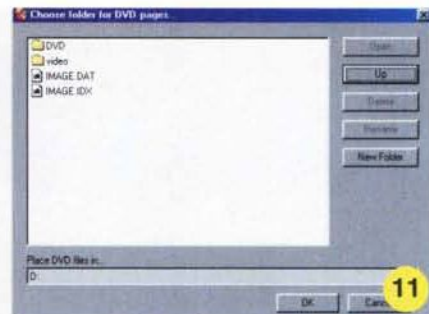 Choose folder for DVD pages
DVD
video
IMAGE DAT
IMAGE IDX
Open
Up
Delete
Rename
New Folder
Place DVD files in...
D:
OK
Cancel
11